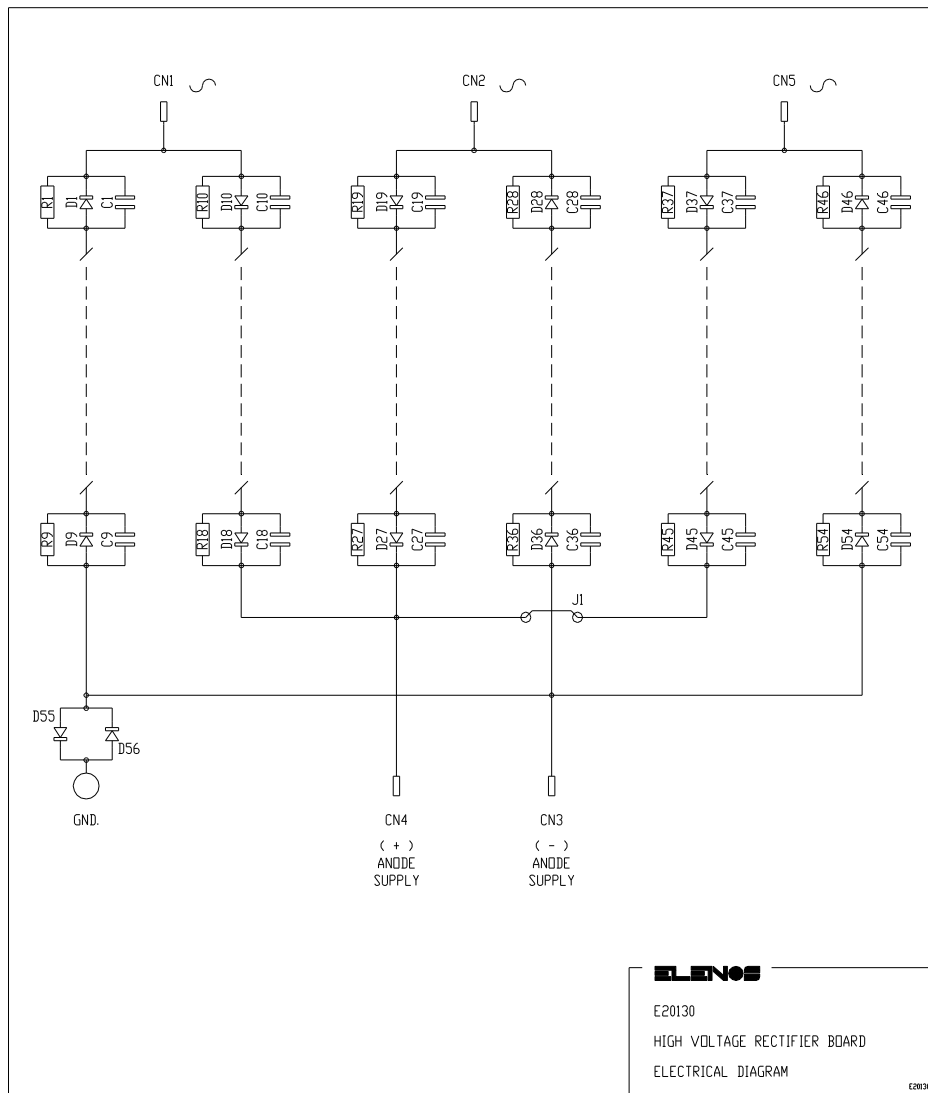 CN1
CN2
CN5
R1 D1 C1
R10 D10 C10
R19 D19 C19
R28 D28 C28
R37 D37 C37
R46 D46 C46
R9 D9 C9
R18 D18 C18
R27 D27 C27
R36 D36 C36
R45 D45 C45
R54 D54 C54
J1
D55
D56
GND.
CN4
( + )
ANODE
SUPPLY
CN3
( - )
ANODE
SUPPLY
ELENOS
E20130
HIGH VOLTAGE RECTIFIER BOARD
ELECTRICAL DIAGRAM